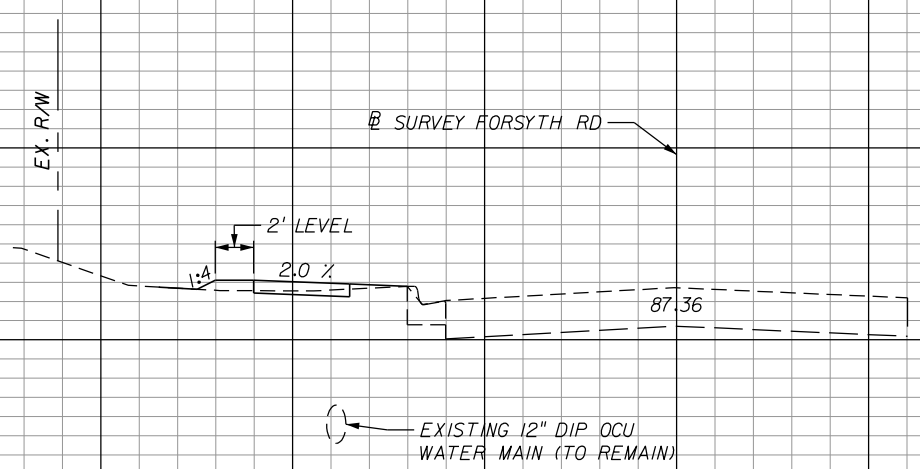 EX. R/W
℄ SURVEY FORSYTH RD
2' LEVEL
1:4
2.0 %
87.36
EXISTING 12" DIP OCU
WATER MAIN (TO REMAIN)